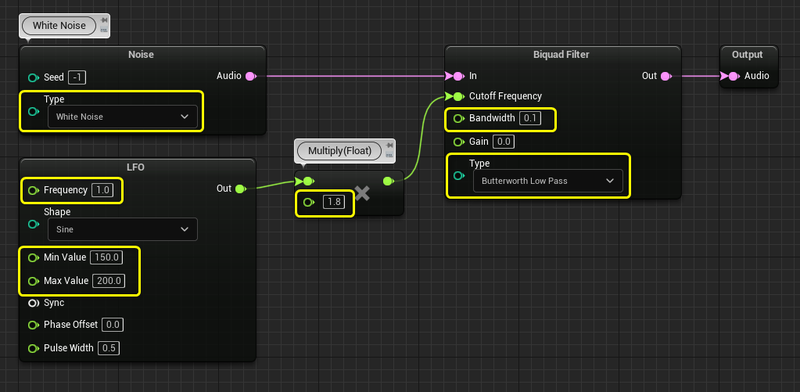 White Noise
Noise
Seed -1
Audio
Type
White Noise
LFO
Frequency 1.0
Out
Shape
Sine
Min Value 150.0
Max Value 200.0
Sync
Phase Offset 0.0
Pulse Width 0.5
Multiply(Float)
1.8
Biquad Filter
In
Out
Cutoff Frequency
Bandwidth 0.1
Gain 0.0
Type
Butterworth Low Pass
Output
Audio